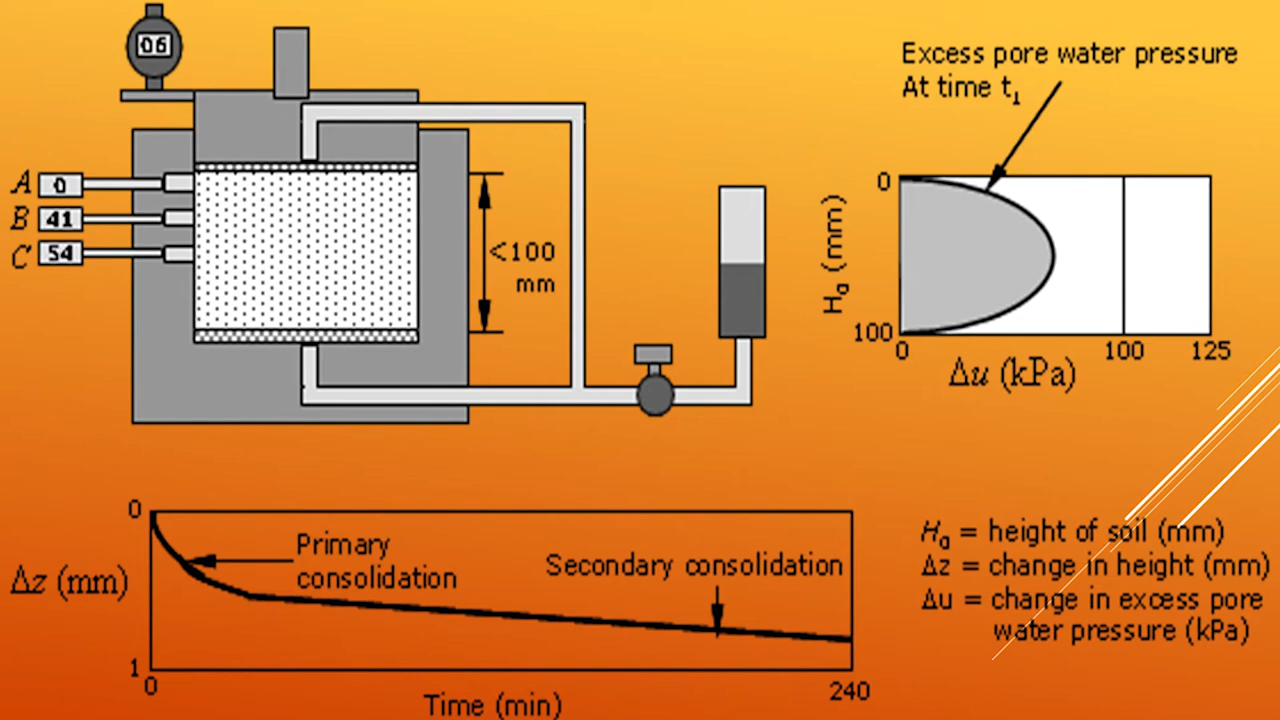 06
A 0
B 41
C 54
<100
mm
Excess pore water pressure
At time t₁
H₀ (mm)
0
100
0 100 125
Δu (kPa)
Δz (mm)
0
1
Primary
consolidation
Secondary consolidation
0 240
Time (min)
H₀ = height of soil (mm)
Δz = change in height (mm)
Δu = change in excess pore
water pressure (kPa)